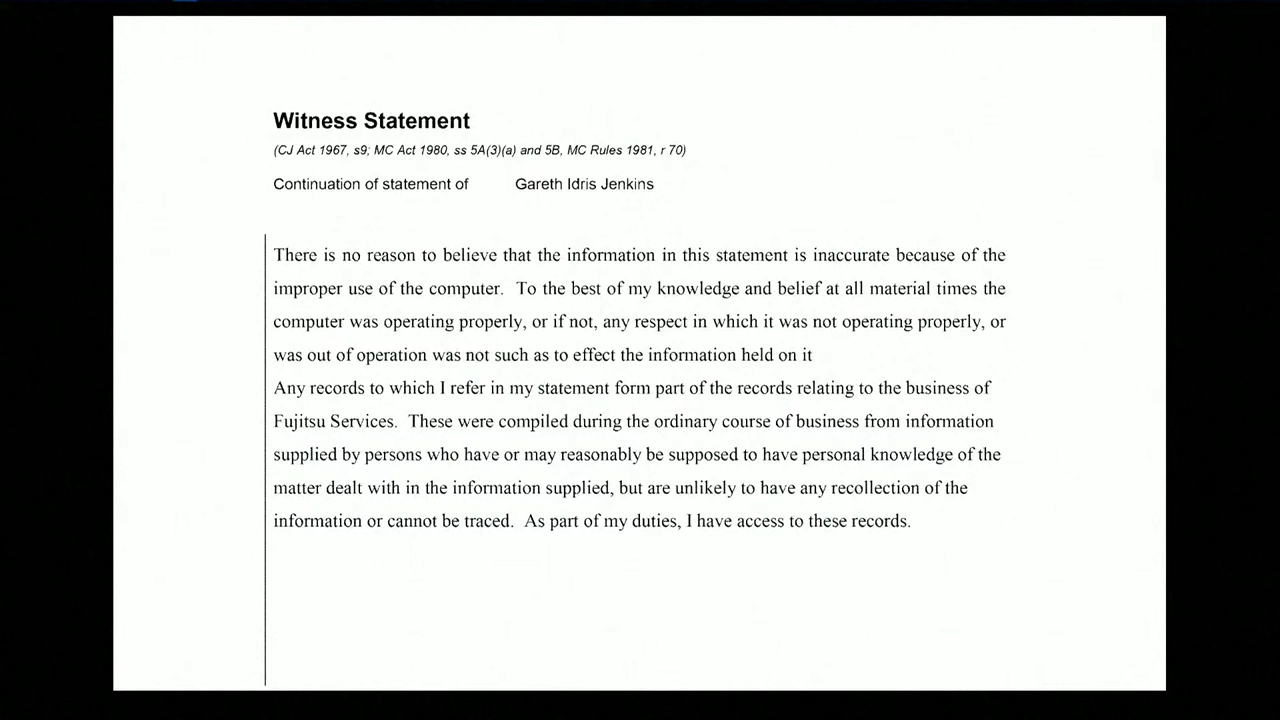 Witness Statement
(CJ Act 1967, s9; MC Act 1980, ss 5A(3)(a) and 5B, MC Rules 1981, r 70)
Continuation of statement of Gareth Idris Jenkins
There is no reason to believe that the information in this statement is inaccurate because of the
improper use of the computer. To the best of my knowledge and belief at all material times the
computer was operating properly, or if not, any respect in which it was not operating properly, or
was out of operation was not such as to effect the information held on it
Any records to which I refer in my statement form part of the records relating to the business of
Fujitsu Services. These were compiled during the ordinary course of business from information
supplied by persons who have or may reasonably be supposed to have personal knowledge of the
matter dealt with in the information supplied, but are unlikely to have any recollection of the
information or cannot be traced. As part of my duties, I have access to these records.